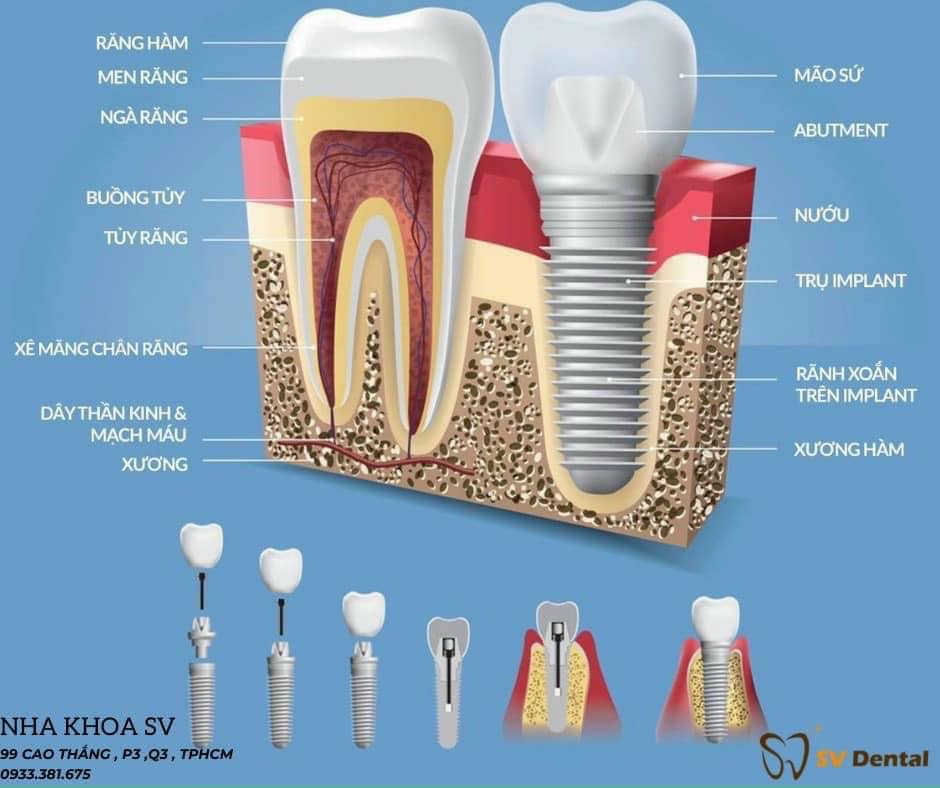 RĂNG HÀM
MEN RĂNG
NGÀ RĂNG
BUỒNG TỦY
TỦY RĂNG
XÊ MĂNG CHÂN RĂNG
DÂY THẦN KINH &
MẠCH MÁU
XƯƠNG
MÃO SỨ
ABUTMENT
NƯỚU
TRỤ IMPLANT
RÃNH XOẮN
TRÊN IMPLANT
XƯƠNG HÀM
NHA KHOA SV
99 CAO THẮNG , P3 ,Q3 , TPHCM
0933.381.675
SV Dental